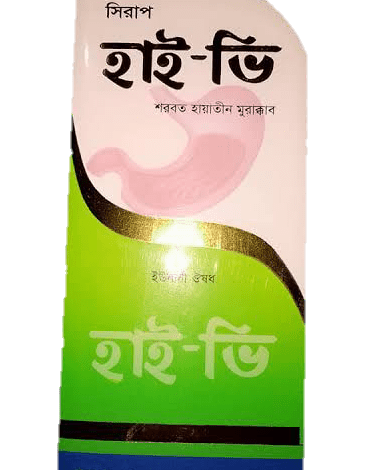 সিরাপ
হাই-ভি
শরবত হায়াতীন মুরাক্কাব
ইউনানী ঔষধ
হাই-ভি